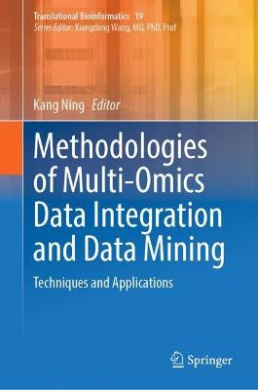 Translational Bioinformatics 19
Series Editor: Xiangdong Wang, MD, PhD, Prof
Kang Ning Editor
Methodologies
of Multi-Omics
Data Integration
and Data Mining
Techniques and Applications
Springer